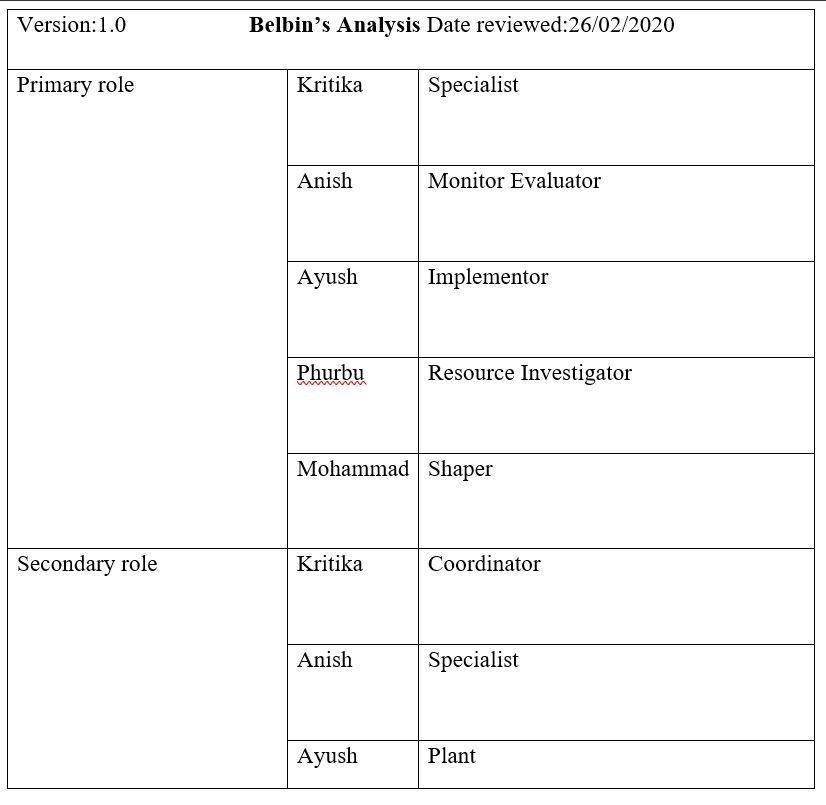 Version:1.0 Belbin’s Analysis Date reviewed:26/02/2020
Primary role Kritika Specialist
Anish Monitor Evaluator
Ayush Implementor
Phurbu Resource Investigator
Mohammad Shaper
Secondary role Kritika Coordinator
Anish Specialist
Ayush Plant